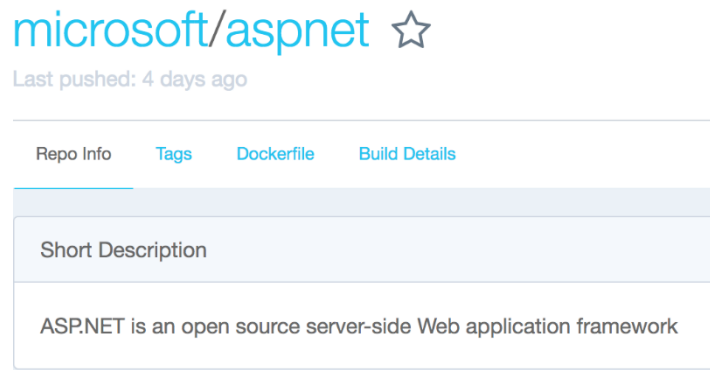 microsoft/aspnet
Last pushed: 4 days ago
Repo Info Tags Dockerfile Build Details
Short Description
ASP.NET is an open source server-side Web application framework